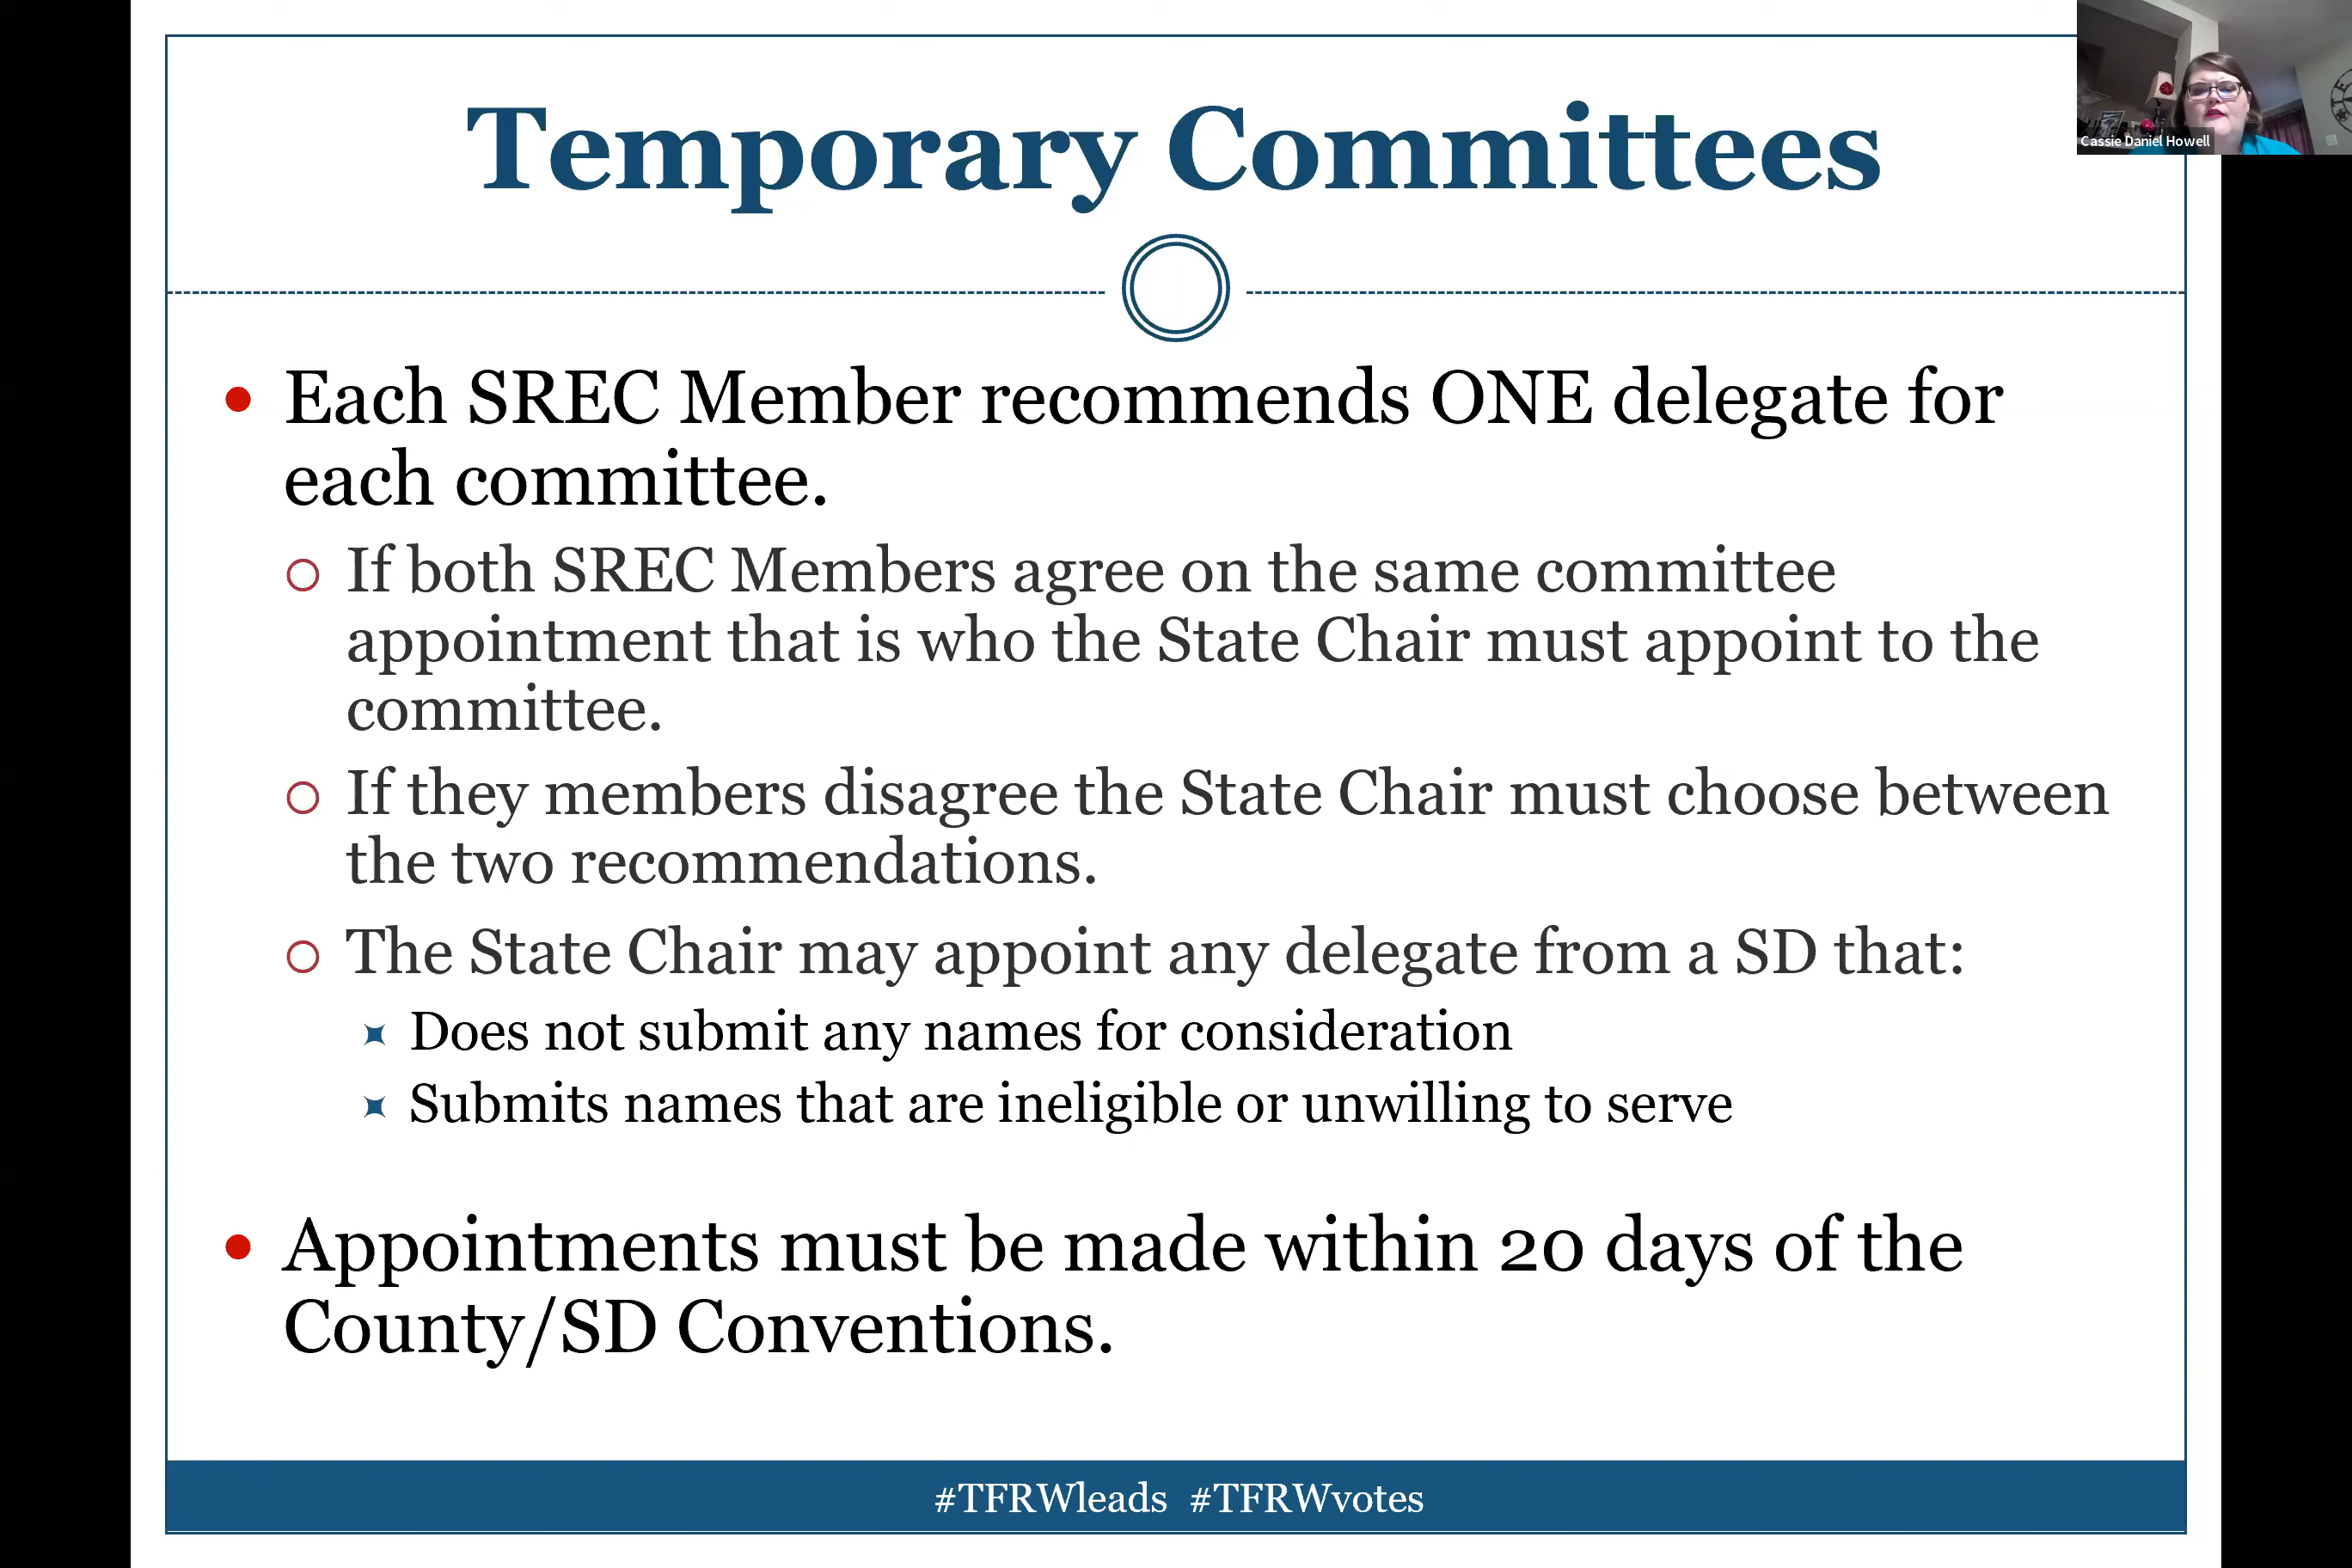 Temporary Committees
Cassie Daniel Howell
Each SREC Member recommends ONE delegate for
each committee.
If both SREC Members agree on the same committee
appointment that is who the State Chair must appoint to the
committee.
If they members disagree the State Chair must choose between
the two recommendations.
The State Chair may appoint any delegate from a SD that:
Does not submit any names for consideration
Submits names that are ineligible or unwilling to serve
Appointments must be made within 20 days of the
County/SD Conventions.
#TFRWleads #TFRWvotes